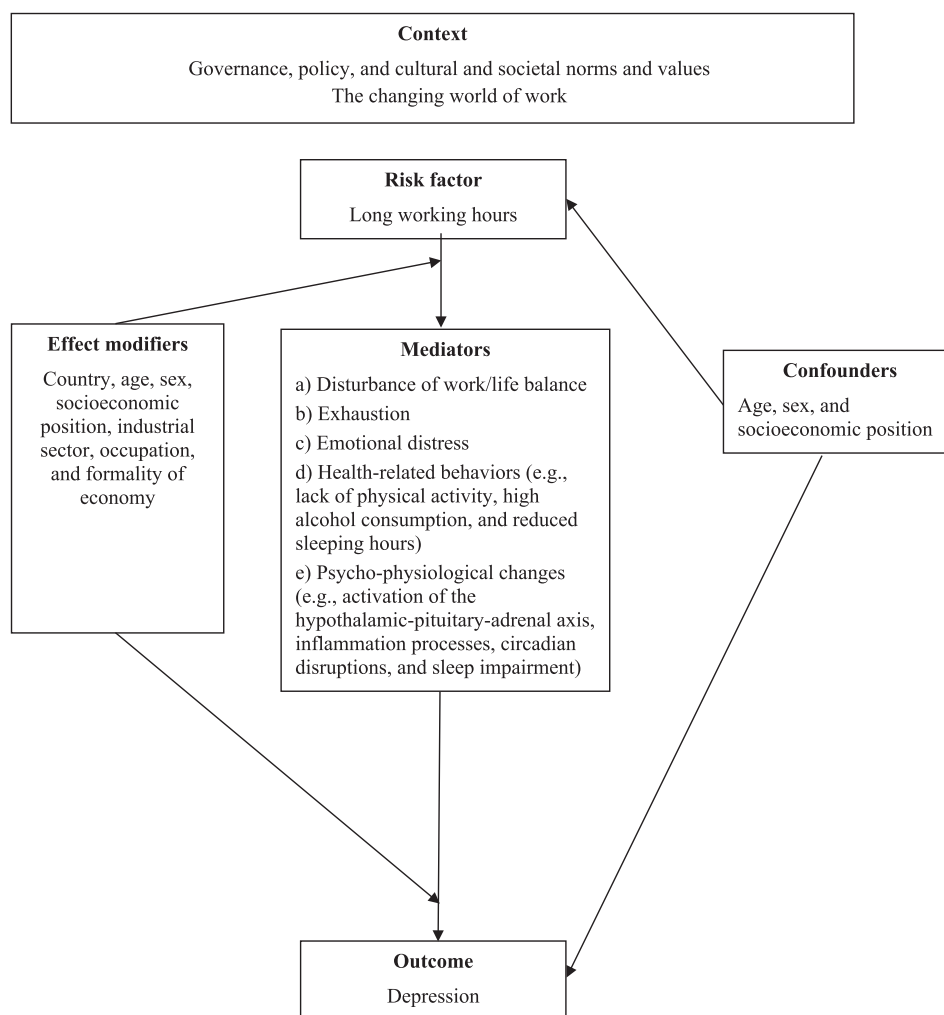 Context
Governance, policy, and cultural and societal norms and values
The changing world of work
Risk factor
Long working hours
Effect modifiers
Country, age, sex,
socioeconomic
position, industrial
sector, occupation,
and formality of
economy
Mediators
a) Disturbance of work/life balance
b) Exhaustion
c) Emotional distress
d) Health-related behaviors (e.g.,
lack of physical activity, high
alcohol consumption, and reduced
sleeping hours)
e) Psycho-physiological changes
(e.g., activation of the
hypothalamic-pituitary-adrenal axis,
inflammation processes, circadian
disruptions, and sleep impairment)
Confounders
Age, sex, and
socioeconomic position
Outcome
Depression